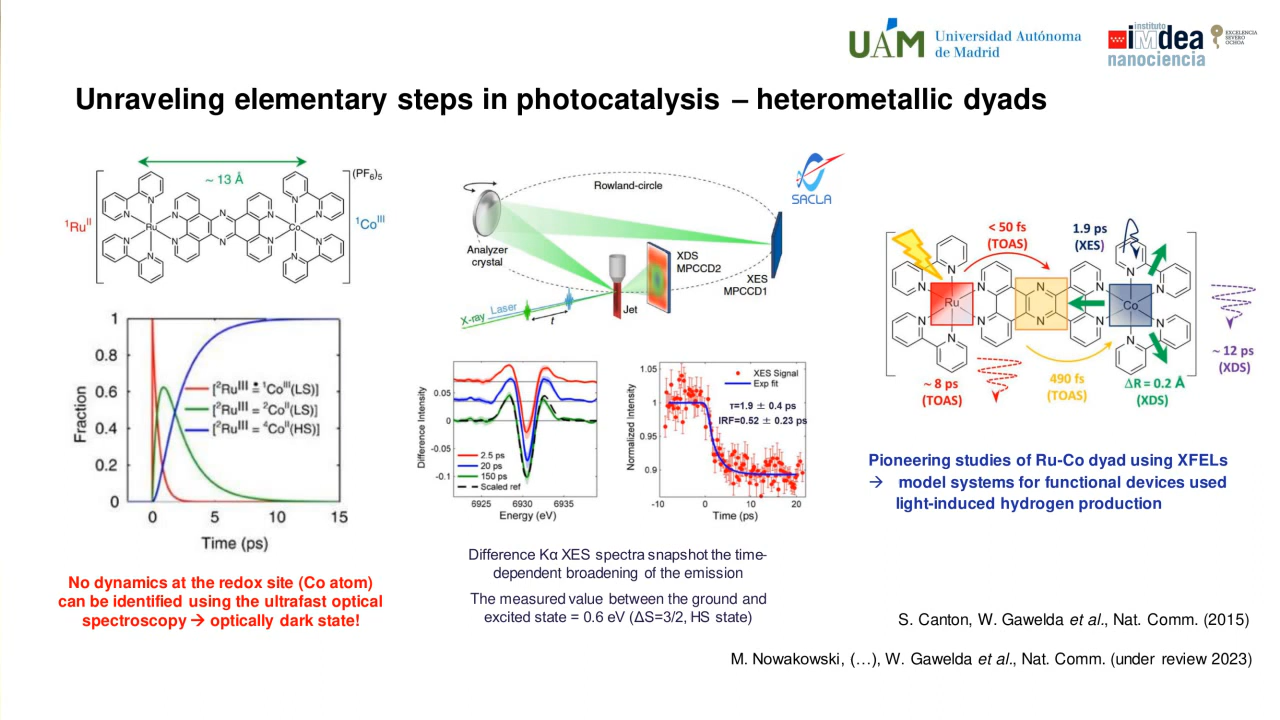 UAM Universidad Autónoma
de Madrid
instituto
imdea
nanociencia
EXCELENCIA
SEVERO
OCHOA
Unraveling elementary steps in photocatalysis – heterometallic dyads
~ 13 Å
(PF₆)₅
¹Ruᴵᴵ
¹Coᴵᴵᴵ
N N N N N N
Ru Co
N N N N N N
1
0.8
0.6
0.4
0.2
0
Fraction
[²Ruᴵᴵᴵ ∸ ¹Coᴵᴵᴵ(LS)]
[²Ruᴵᴵᴵ = ²Coᴵᴵ(LS)]
[²Ruᴵᴵᴵ = ⁴Coᴵᴵ(HS)]
0 5 10 15
Time (ps)
No dynamics at the redox site (Co atom)
can be identified using the ultrafast optical
spectroscopy → optically dark state!
SACLA
Rowland-circle
Analyzer
crystal
XDS
MPCCD2
XES
MPCCD1
Laser
X-ray
t
Jet
Difference Intensity
0.05
0
-0.05
-0.1
2.5 ps
20 ps
150 ps
Scaled ref
6925 6930 6935
Energy (eV)
Normalized Intensity
1.05
1
0.95
0.9
XES Signal
Exp fit
τ=1.9 ± 0.4 ps
IRF=0.52 ± 0.23 ps
-10 0 10 20
Time (ps)
Difference Kα XES spectra snapshot the time-
dependent broadening of the emission
The measured value between the ground and
excited state = 0.6 eV (ΔS=3/2, HS state)
< 50 fs
(TOAS)
1.9 ps
(XES)
N N N N N N
Ru Co
N N N N N N
~ 8 ps
(TOAS)
490 fs
(TOAS)
ΔR = 0.2 Å
(XDS)
~ 12 ps
(XDS)
Pioneering studies of Ru-Co dyad using XFELs
→ model systems for functional devices used
light-induced hydrogen production
S. Canton, W. Gawelda et al., Nat. Comm. (2015)
M. Nowakowski, (…), W. Gawelda et al., Nat. Comm. (under review 2023)